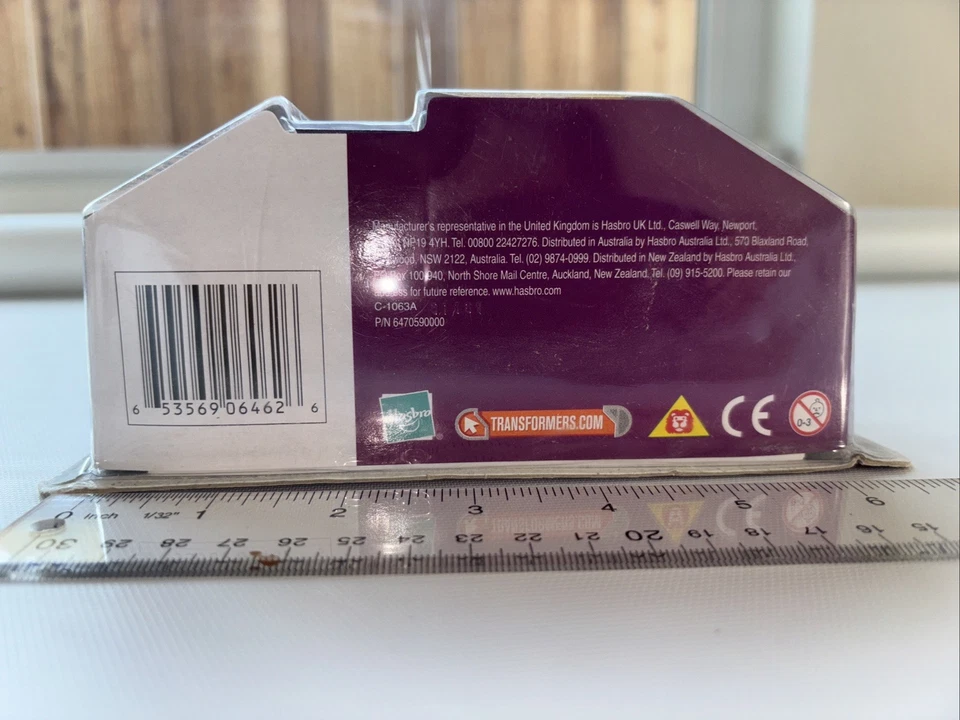 Manufacturer's representative in the United Kingdom is Hasbro UK Ltd., Caswell Way, Newport,
NP19 4YH. Tel. 00800 22427276. Distributed in Australia by Hasbro Australia Ltd., 570 Blaxland Road,
NSW 2122, Australia. Tel. (02) 9874-0999. Distributed in New Zealand by Hasbro Australia Ltd.,
PO Box 100 940, North Shore Mail Centre, Auckland, New Zealand. Tel. (09) 915-5200. Please retain our
address for future reference. www.hasbro.com
C-1063A
P/N 6470590000
6 53569 06462 6
Hasbro
TRANSFORMERS.COM
CE
0-3
0 inch 1/32" 1 2 3 4 5 6
30 29 28 27 26 25 24 23 22 21 20 19 18 17 16 15